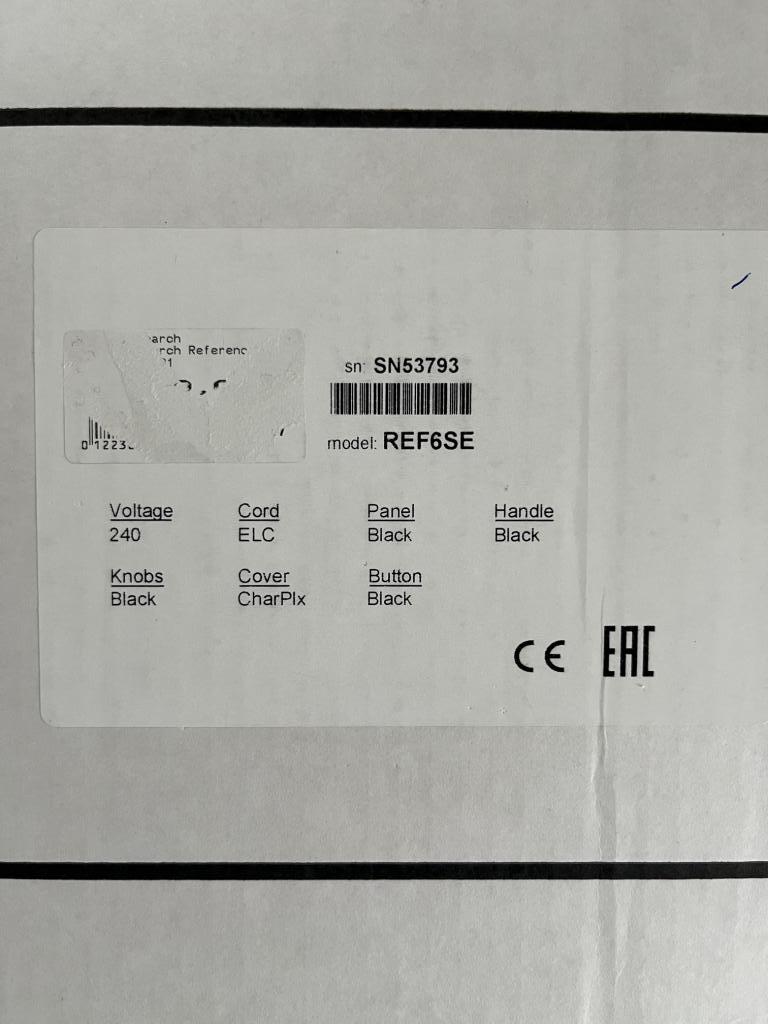 Referenc
sn: SN53793
model: REF6SE
Voltage Cord Panel Handle
240 ELC Black Black
Knobs Cover Button
Black CharPlx Black
CE EAC